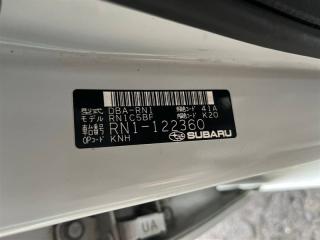 型式 DBA-RN1 外装コード 41A
モデル RN1C5BF 内装コード K20
車台番号 RN1-122360
OPコード KNH SUBARU
UA